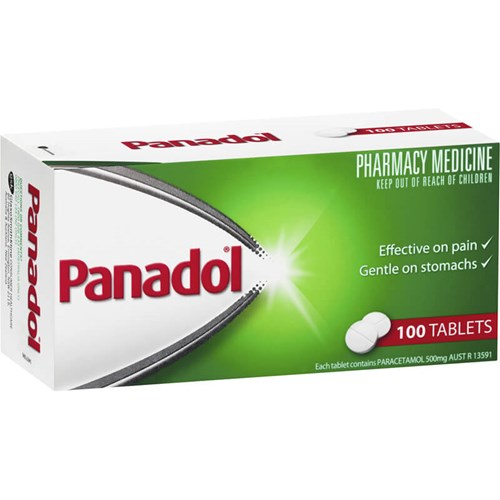 Panadol
100 TABLETS
PHARMACY MEDICINE
KEEP OUT OF REACH OF CHILDREN
Panadol®
Effective on pain ✓
Gentle on stomachs ✓
100 TABLETS
Each tablet contains PARACETAMOL 500mg AUST R 13591
Panadol